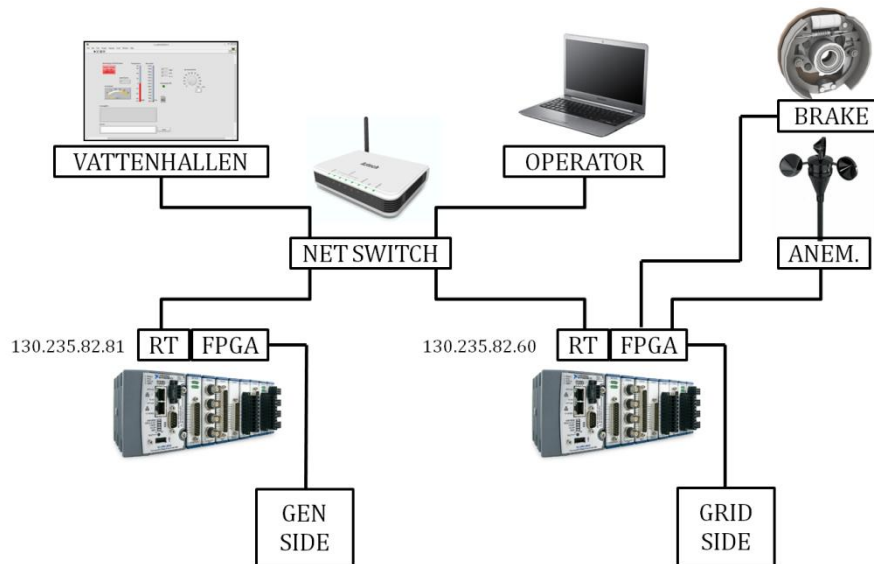 VATTENHALLEN
OPERATOR
BRAKE
NET SWITCH
ANEM.
130.235.82.81
RT
FPGA
130.235.82.60
RT
FPGA
GEN
SIDE
GRID
SIDE